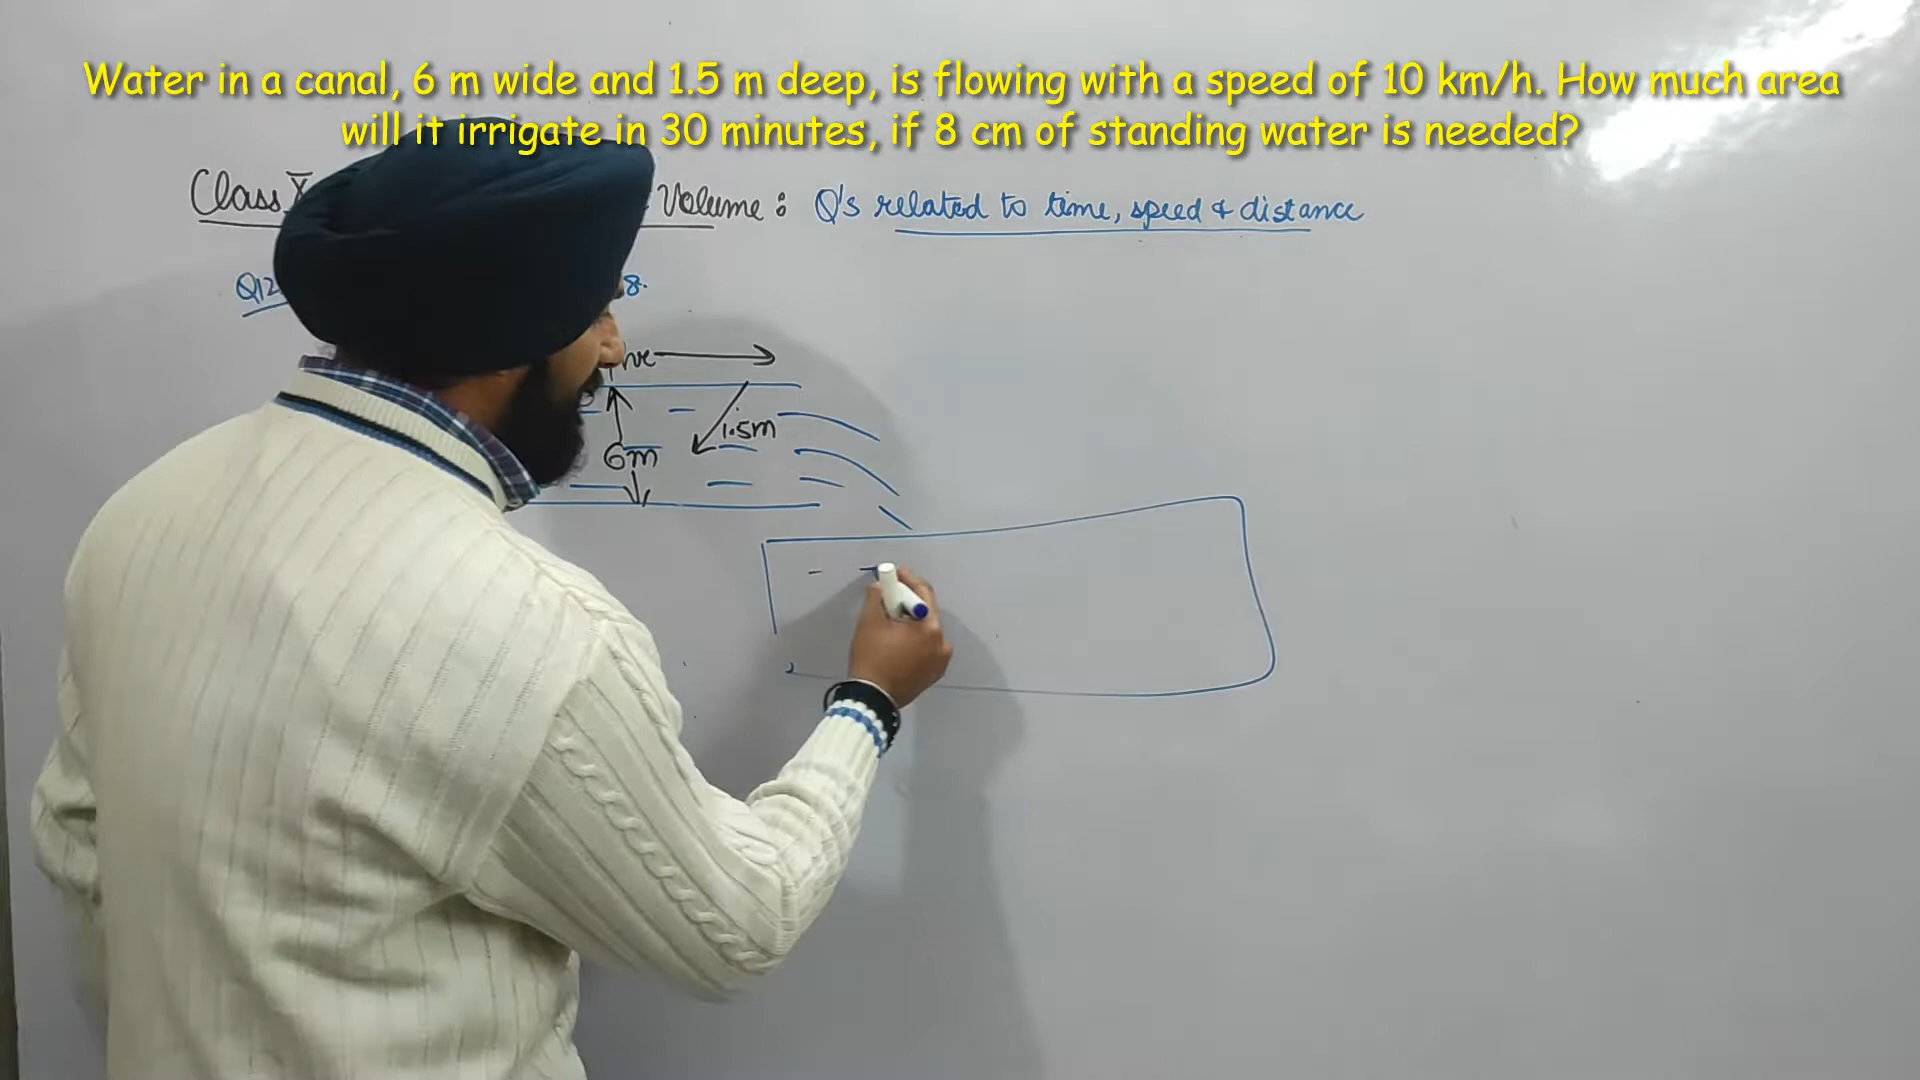 Water in a canal, 6 m wide and 1.5 m deep, is flowing with a speed of 10 km/h. How much area
will it irrigate in 30 minutes, if 8 cm of standing water is needed?
Class X Volume : Q's related to time, speed & distance
Q12 8.
hr
1.5m
6m